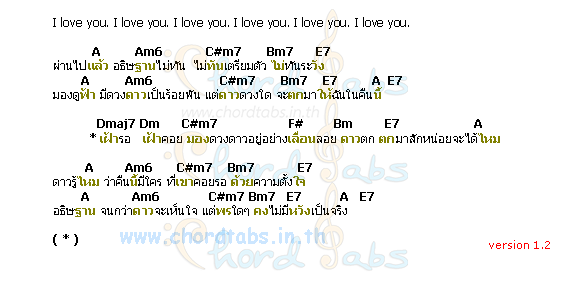 I love you. I love you. I love you. I love you. I love you. I love you.
A Am6 C#m7 Bm7 E7
ผ่านไปแล้ว อธิษฐานไม่ทัน ไม่ทันเตรียมตัว ไม่ทันระวัง
A Am6 C#m7 Bm7 E7 A E7
มองดูฟ้า มีดวงดาวเป็นร้อยพัน แต่ดาวดวงใด จะตกมาให้ฉันในคืนนี้
Dmaj7 Dm C#m7 F# Bm E7 A
* เฝ้ารอ เฝ้าคอย มองดวงดาวอยู่อย่างเลื่อนลอย ดาวตก ตกมาสักหน่อยจะได้ไหม
A Am6 C#m7 Bm7 E7
ดาวรู้ไหม ว่าคืนนี้มีใคร ที่เขาคอยรอ ด้วยความตั้งใจ
A Am6 C#m7 Bm7 E7 A E7
อธิษฐาน จนกว่าดาวจะเห็นใจ แต่พรใดๆ คงไม่มีหวังเป็นจริง
( * )
www.chordtabs.in.th
Chord Tabs
version 1.2